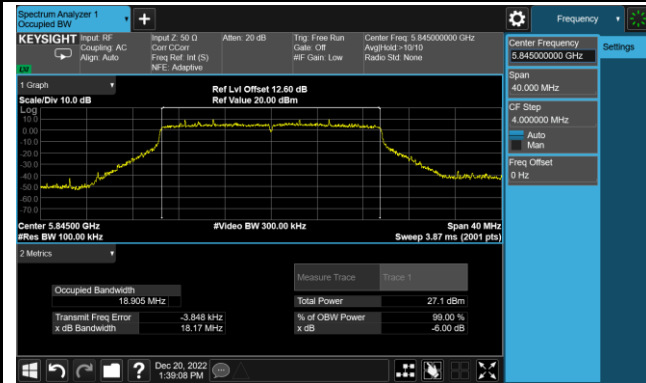 Spectrum Analyzer 1
Occupied BW
+
Frequency
KEYSIGHT Input: RF Input Z: 50 Ω Atten: 20 dB Trig: Free Run Center Freq: 5.845000000 GHz
Coupling: AC Corr CCorr Gate: Off Avg|Hold:>10/10
Align: Auto Freq Ref: Int (S) #IF Gain: Low Radio Std: None
NFE: Adaptive
Center Frequency
5.845000000 GHz
Settings
Span
40.000 MHz
CF Step
4.000000 MHz
Auto
Man
Freq Offset
0 Hz
1 Graph
Ref Lvl Offset 12.60 dB
Scale/Div 10.0 dB Ref Value 20.00 dBm
Log
10.0
0.00
-10.0
-20.0
-30.0
-40.0
-50.0
-60.0
-70.0
Center 5.84500 GHz #Video BW 300.00 kHz Span 40 MHz
#Res BW 100.00 kHz Sweep 3.87 ms (2001 pts)
2 Metrics
Measure Trace Trace 1
Occupied Bandwidth
18.905 MHz Total Power 27.1 dBm
Transmit Freq Error -3.848 kHz % of OBW Power 99.00 %
x dB Bandwidth 18.17 MHz x dB -6.00 dB
? Dec 20, 2022
1:39:08 PM